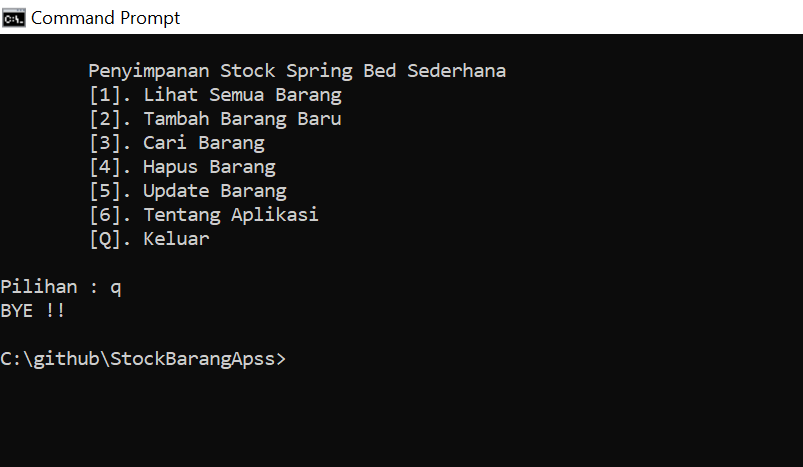 Command Prompt
Penyimpanan Stock Spring Bed Sederhana
[1]. Lihat Semua Barang
[2]. Tambah Barang Baru
[3]. Cari Barang
[4]. Hapus Barang
[5]. Update Barang
[6]. Tentang Aplikasi
[Q]. Keluar
Pilihan : q
BYE !!
C:\github\StockBarangApss>